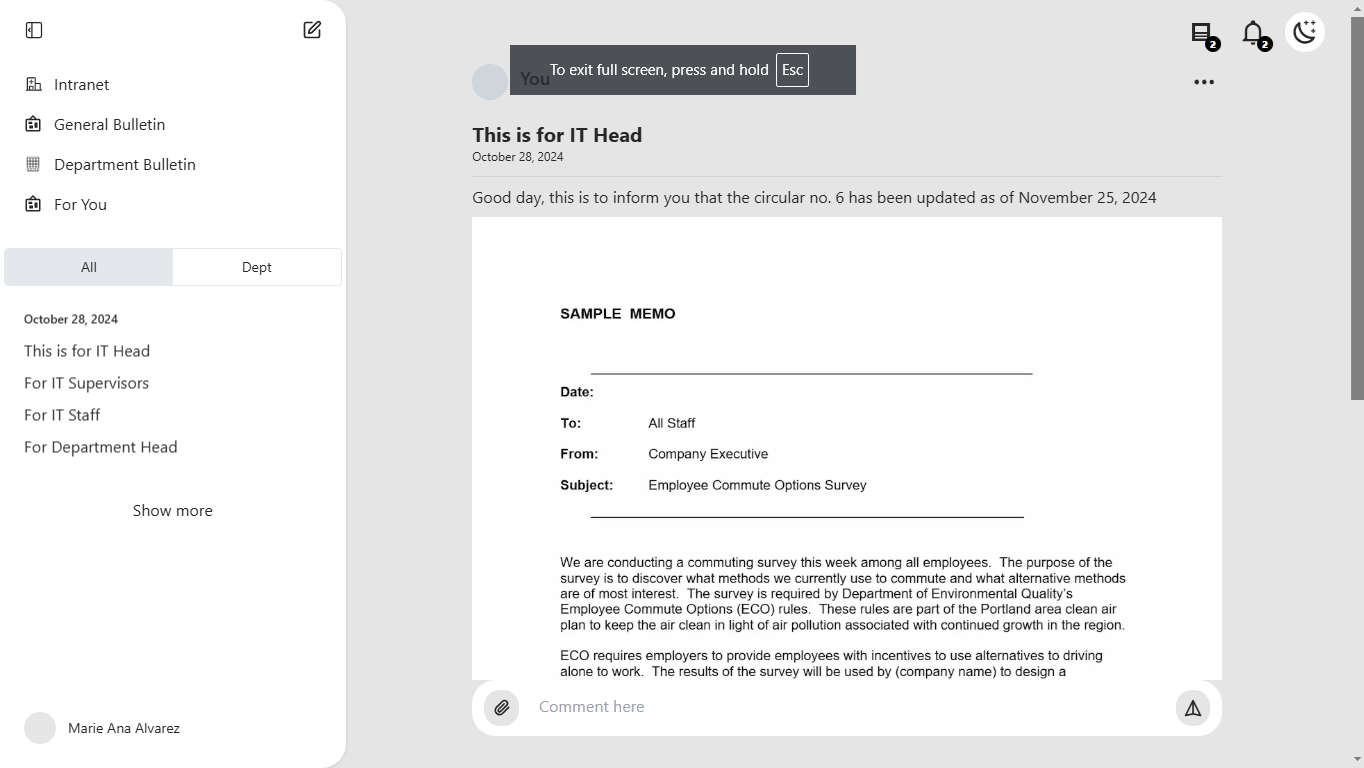 Intranet
General Bulletin
Department Bulletin
For You
All
Dept
October 28, 2024
This is for IT Head
For IT Supervisors
For IT Staff
For Department Head
Show more
Marie Ana Alvarez
2
2
You
To exit full screen, press and hold Esc
This is for IT Head
October 28, 2024
Good day, this is to inform you that the circular no. 6 has been updated as of November 25, 2024
SAMPLE MEMO
Date:
To: All Staff
From: Company Executive
Subject: Employee Commute Options Survey
We are conducting a commuting survey this week among all employees. The purpose of the
survey is to discover what methods we currently use to commute and what alternative methods
are of most interest. The survey is required by Department of Environmental Quality's
Employee Commute Options (ECO) rules. These rules are part of the Portland area clean air
plan to keep the air clean in light of air pollution associated with continued growth in the region.
ECO requires employers to provide employees with incentives to use alternatives to driving
alone to work. The results of the survey will be used by (company name) to design a
Comment here